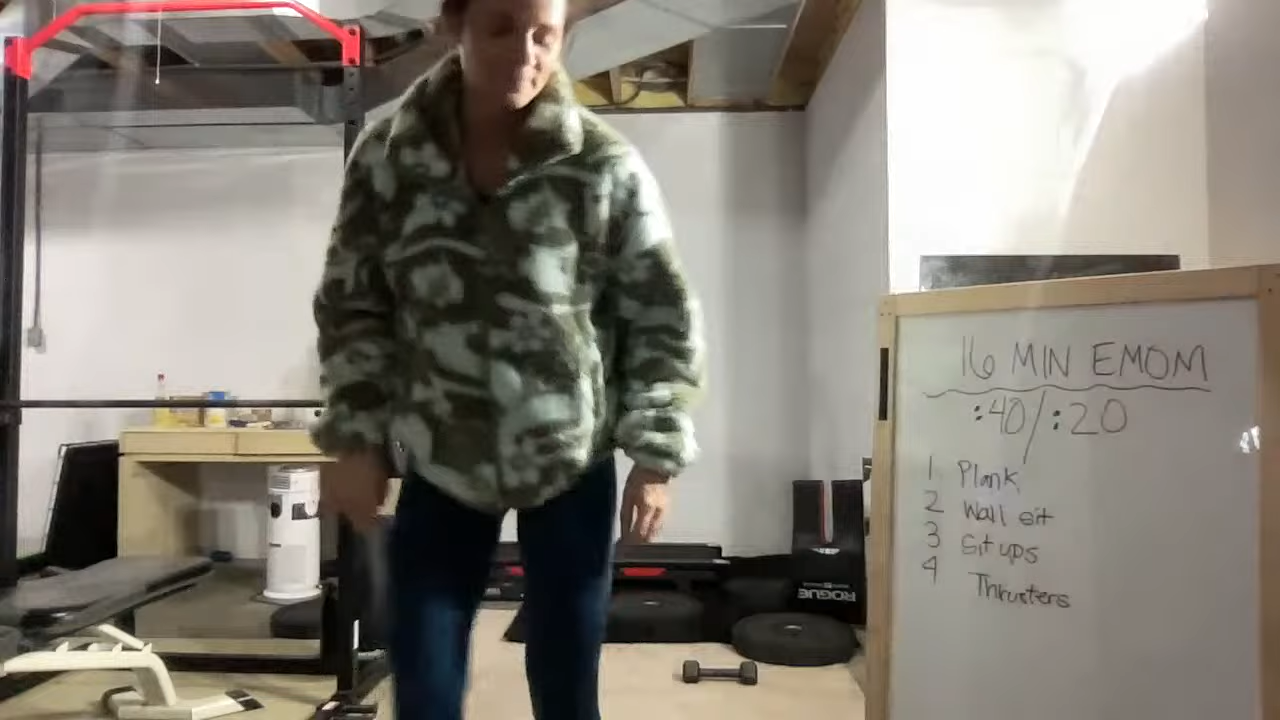 16 MIN EMOM
:40/:20
1 Plank
2 Wall sit
3 Sit ups
4 Thrusters
ROGUE